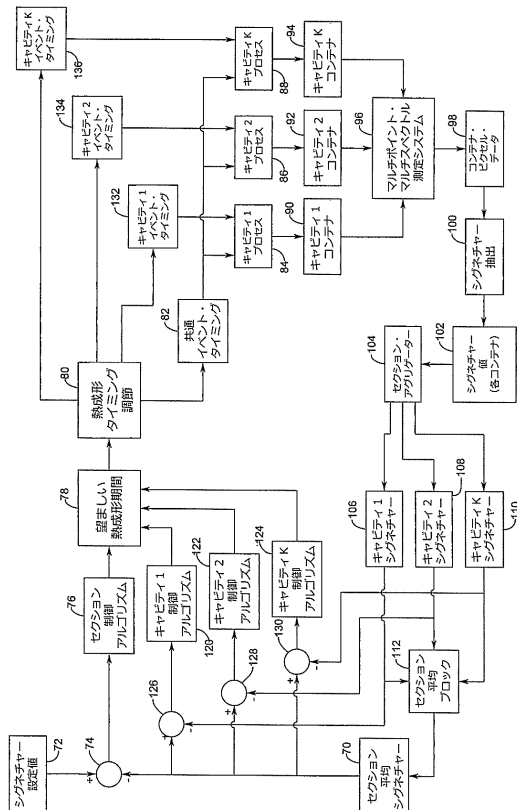 シグネチャー
設定値
72
74
+
-
セクション
制御
アルゴリズム
76
望ましい
熱成形期間
78
熱成形
タイミング
調節
80
キャビティ1
制御
アルゴリズム
120
キャビティ2
制御
アルゴリズム
122
キャビティK
制御
アルゴリズム
124
126
+
-
128
+
-
130
+
-
共通
イベント・
タイミング
82
キャビティ1
イベント・
タイミング
132
キャビティ2
イベント・
タイミング
134
キャビティK
イベント・
タイミング
136
キャビティ1
プロセス
84
キャビティ2
プロセス
86
キャビティK
プロセス
88
キャビティ1
コンテナ
90
キャビティ2
コンテナ
92
キャビティK
コンテナ
94
マルチポイント・
マルチスペクトル
測定システム
96
コンテナ・
ピクセル・
データ
98
シグネチャー
抽出
100
シグネチャー
値
(各コンテナ)
102
セクション・
アグリゲーター
104
キャビティ1
シグネチャー
106
キャビティ2
シグネチャー
108
キャビティK
シグネチャー
110
セクション
平均
ブロック
112
セクション
平均
シグネチャー
70